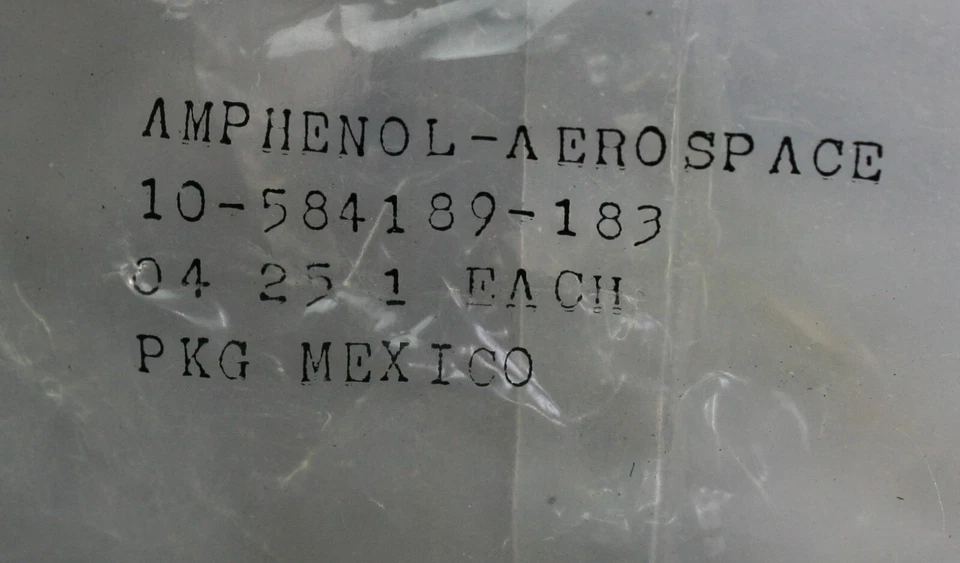 AMPHENOL-AEROSPACE
10-584189-183
04 25 1 EACH
PKG MEXICO